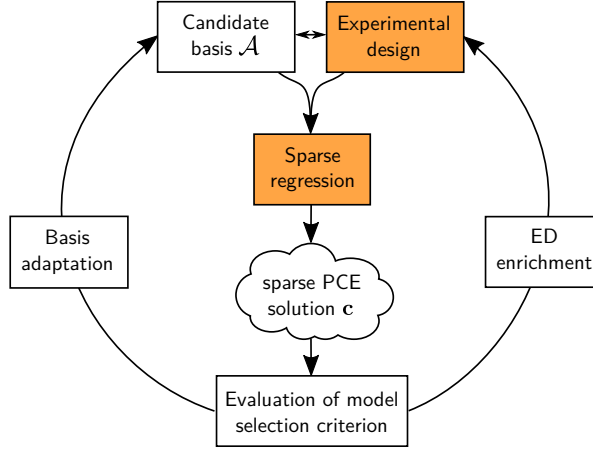 Candidate
basis 𝒜
Experimental
design
Sparse
regression
Basis
adaptation
ED
enrichment
sparse PCE
solution c
Evaluation of model
selection criterion